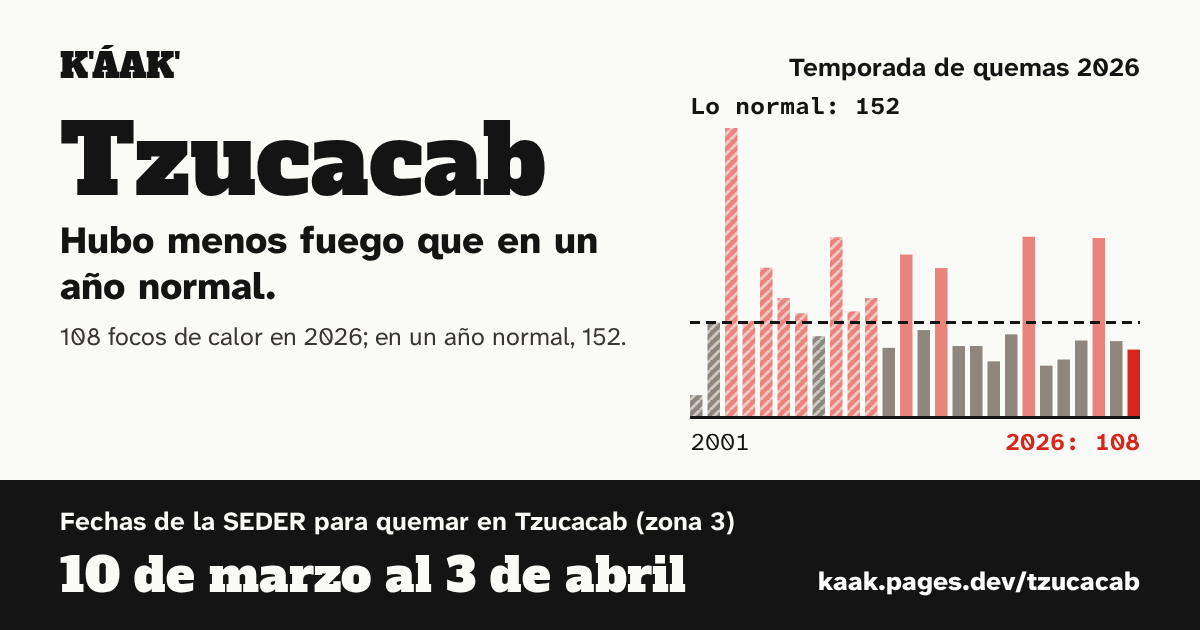 K'ÁAK'
Tzucacab
Hubo menos fuego que en un
año normal.
108 focos de calor en 2026; en un año normal, 152.
Temporada de quemas 2026
Lo normal: 152
2001
2026: 108
Fechas de la SEDER para quemar en Tzucacab (zona 3)
10 de marzo al 3 de abril
kaak.pages.dev/tzucacab